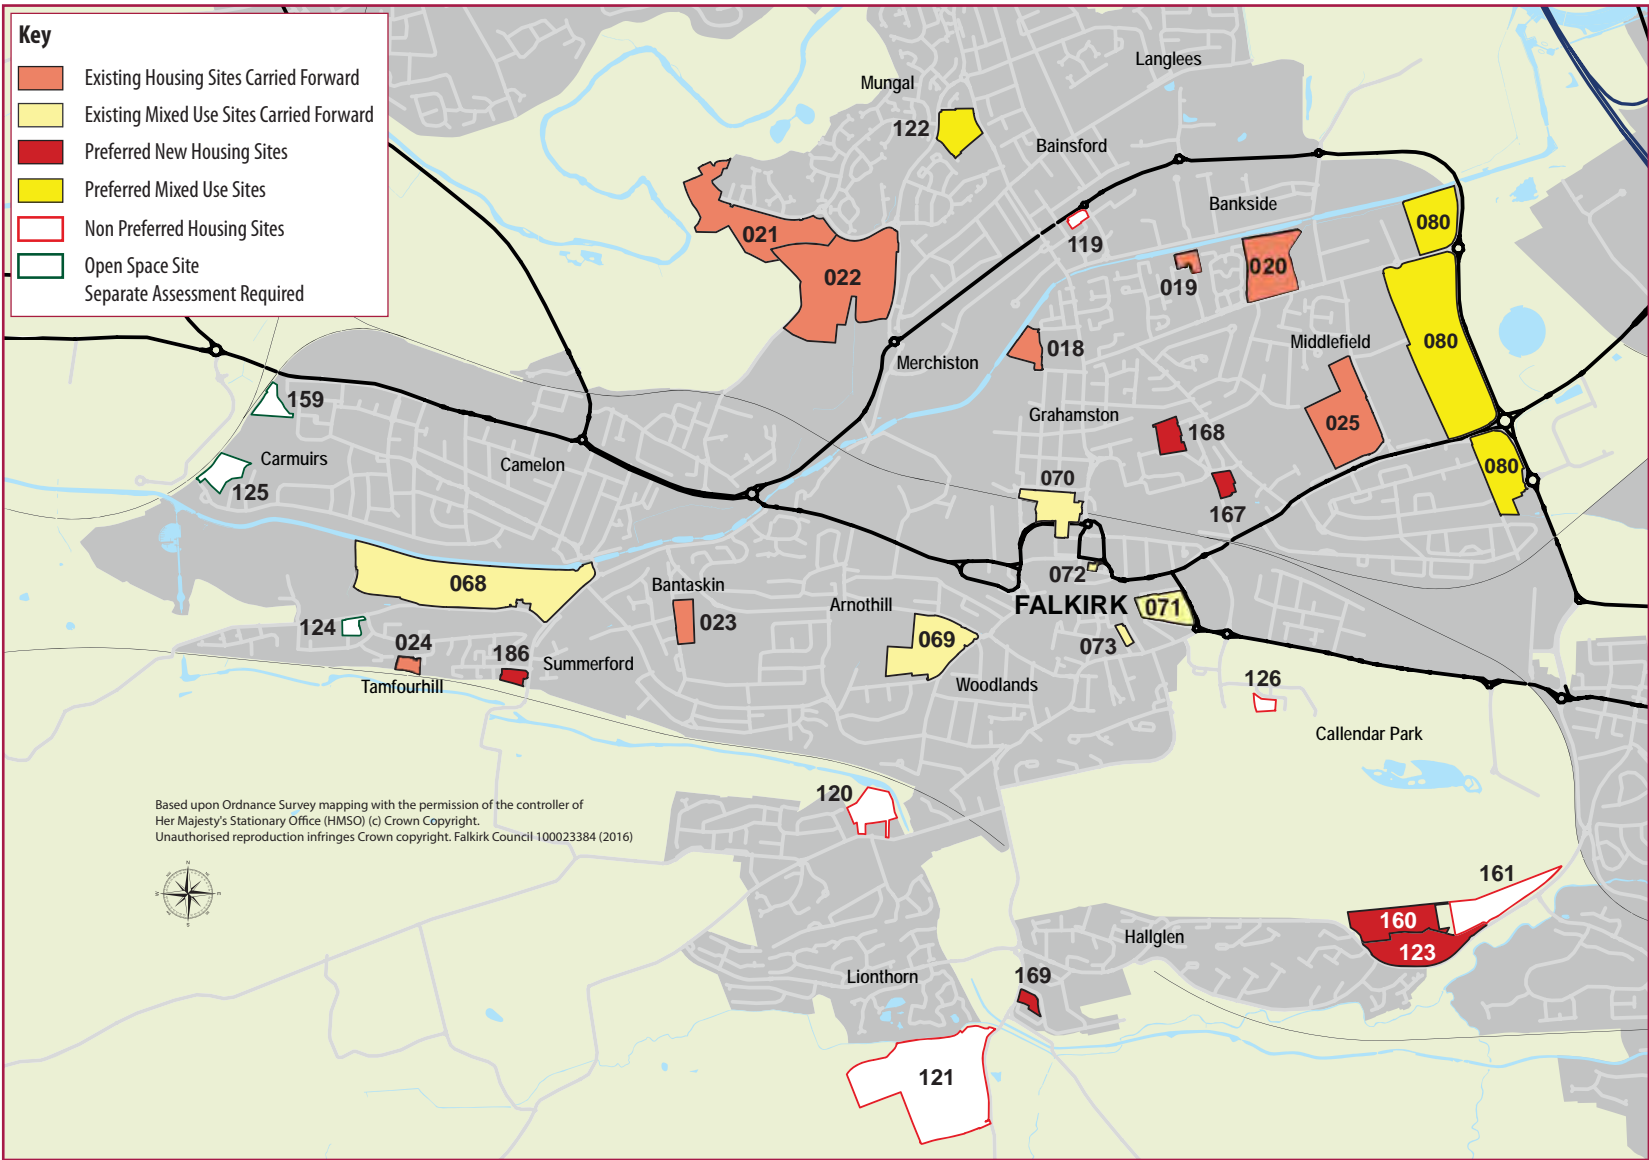 Key
Existing Housing Sites Carried Forward
Existing Mixed Use Sites Carried Forward
Preferred New Housing Sites
Preferred Mixed Use Sites
Non Preferred Housing Sites
Open Space Site
Separate Assessment Required
Langlees
Mungal
122
Bainsford
Bankside
080
021
119
022
019
020
018
Merchiston
Middlefield
080
159
Grahamston
025
168
Carmuirs
Camelon
080
125
070
167
072
068
Bantaskin
Arnothill
FALKIRK
071
124
023
069
073
024
186
Summerford
Tamfourhill
Woodlands
126
Callendar Park
120
Based upon Ordnance Survey mapping with the permission of the controller of
Her Majesty's Stationary Office (HMSO) (c) Crown Copyright.
Unauthorised reproduction infringes Crown copyright. Falkirk Council 100023384 (2016)
N
W
E
S
161
160
Hallglen
123
Lionthorn
169
121